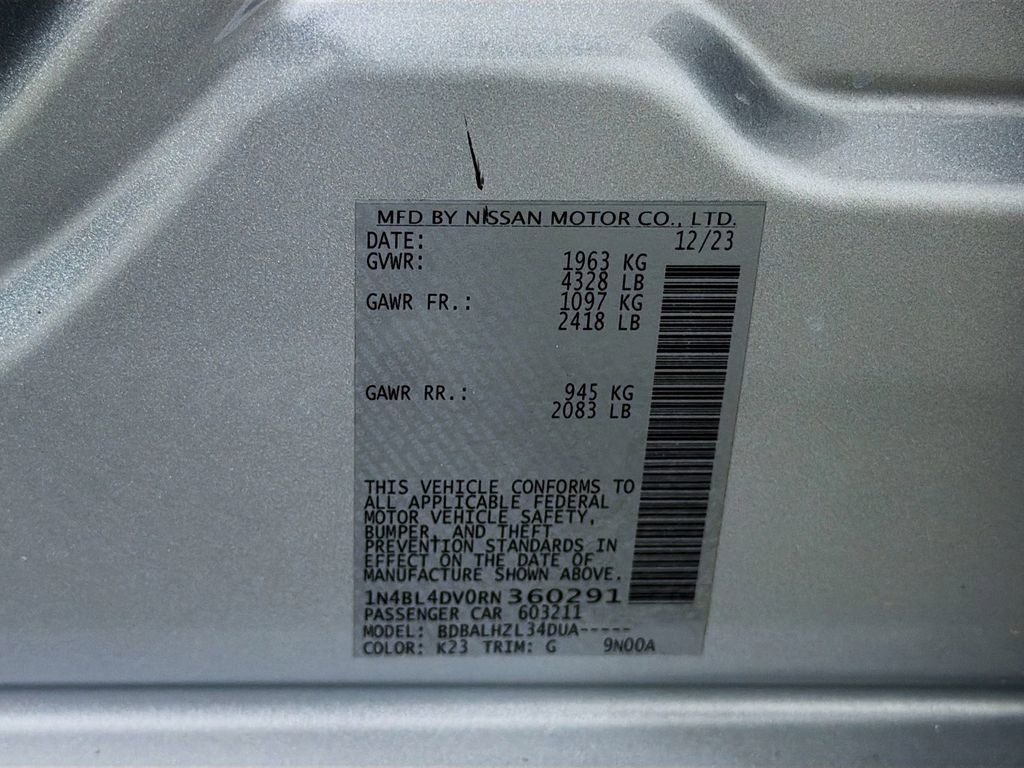 MFD BY NISSAN MOTOR CO., LTD.
DATE: 12/23
GVWR: 1963 KG
4328 LB
GAWR FR.: 1097 KG
2418 LB
GAWR RR.: 945 KG
2083 LB
THIS VEHICLE CONFORMS TO
ALL APPLICABLE FEDERAL
MOTOR VEHICLE SAFETY,
BUMPER, AND THEFT
PREVENTION STANDARDS IN
EFFECT ON THE DATE OF
MANUFACTURE SHOWN ABOVE.
1N4BL4DV0RN360291
PASSENGER CAR 603211
MODEL: BDBALHZL34DUA-----
COLOR: K23 TRIM: G 9N00A